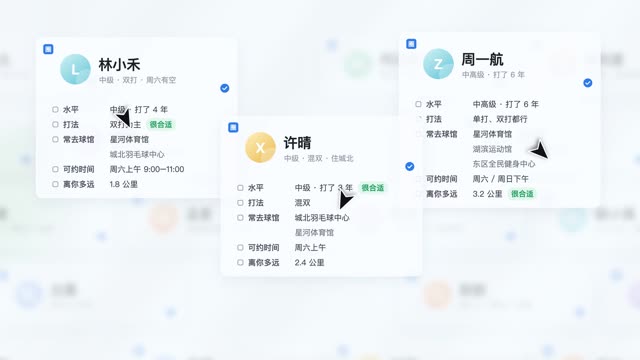 林小禾
中级 · 双打 · 周六有空
水平 中级 · 打了 4 年
打法 双打 主 很合适
常去球馆 星河体育馆
城北羽毛球中心
可约时间 周六上午 9:00–11:00
离你多远 1.8 公里
许晴
中级 · 混双 · 住城北
水平 中级 · 打了 3 年 很合适
打法 混双
常去球馆 城北羽毛球中心
星河体育馆
可约时间 周六上午
离你多远 2.4 公里
周一航
中高级 · 打了 6 年
水平 中高级 · 打了 6 年
打法 单打、双打都行
常去球馆 星河体育馆
湖滨运动馆
东区全民健身中心
可约时间 周六 / 周日下午
离你多远 3.2 公里 很合适
L
X
Z